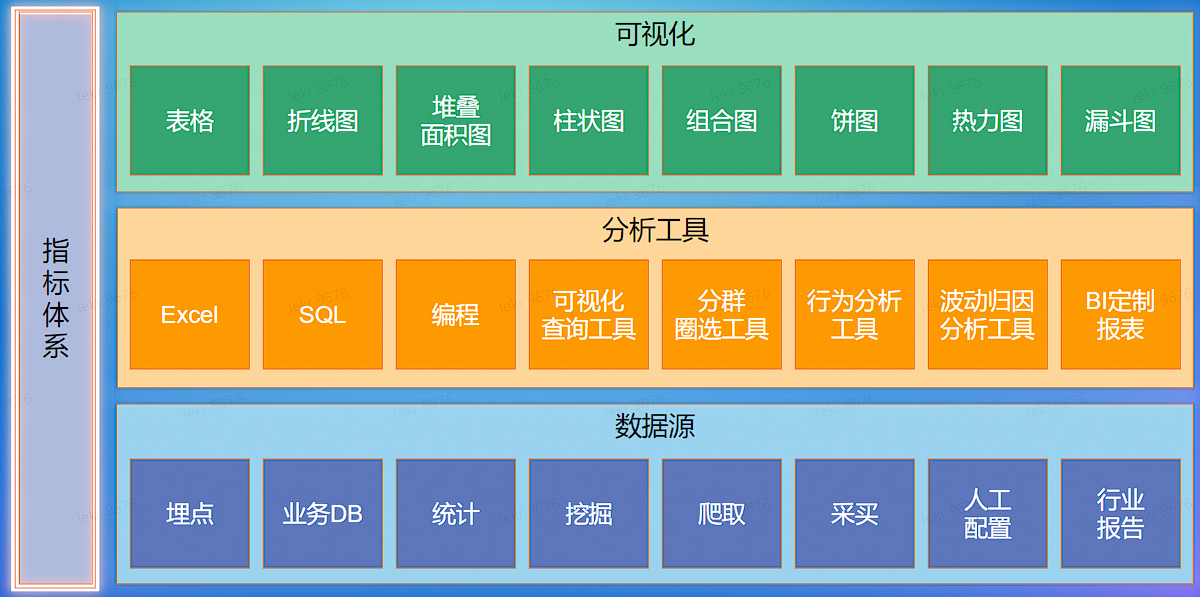 指标体系
可视化
表格
折线图
堆叠
面积图
柱状图
组合图
饼图
热力图
漏斗图
分析工具
Excel
SQL
编程
可视化
查询工具
分群
圈选工具
行为分析
工具
波动归因
分析工具
BI定制
报表
数据源
埋点
业务DB
统计
挖掘
爬取
采买
人工
配置
行业
报告
lekr 9676